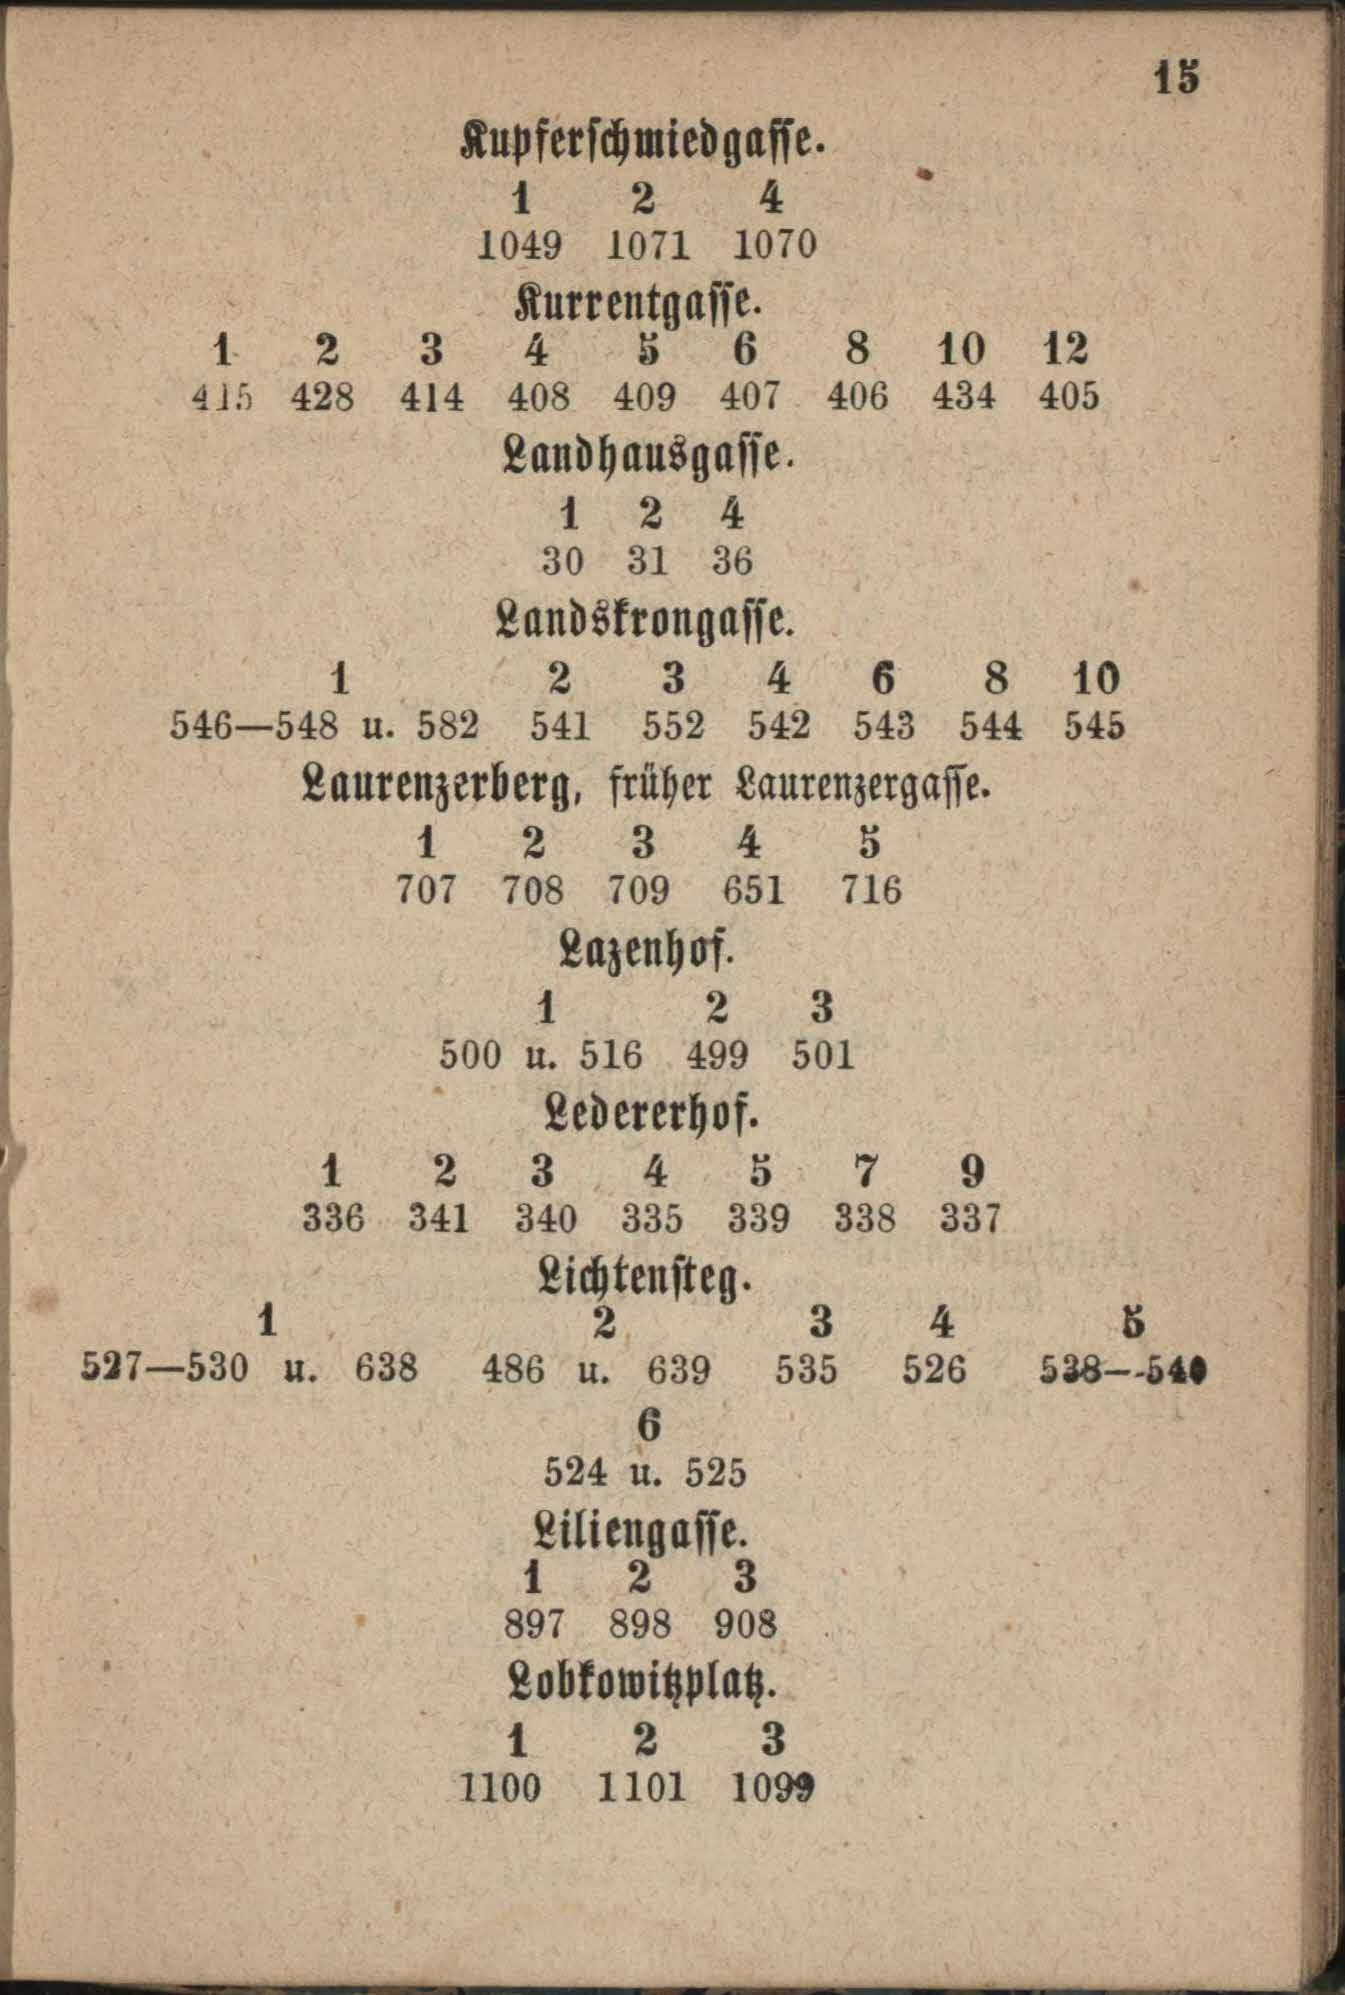 15
Kupferschmiedgasse.
1 2 4
1049 1071 1070
Kurrentgasse.
1 2 3 4 5 6 8 10 12
415 428 414 408 409 407 406 434 405
Landhausgasse.
1 2 4
30 31 36
Landskrongasse.
1 2 3 4 6 8 10
546—548 u. 582 541 552 542 543 544 545
Laurenzerberg, früher Laurenzergasse.
1 2 3 4 5
707 708 709 651 716
Lazenhof.
1 2 3
500 u. 516 499 501
Ledererhof.
1 2 3 4 5 7 9
336 341 340 335 339 338 337
Lichtensteg.
1 2 3 4 5
527—530 u. 638 486 u. 639 535 526 538—540
6
524 u. 525
Liliengasse.
1 2 3
897 898 908
Lobkowitzplatz.
1 2 3
1100 1101 1099